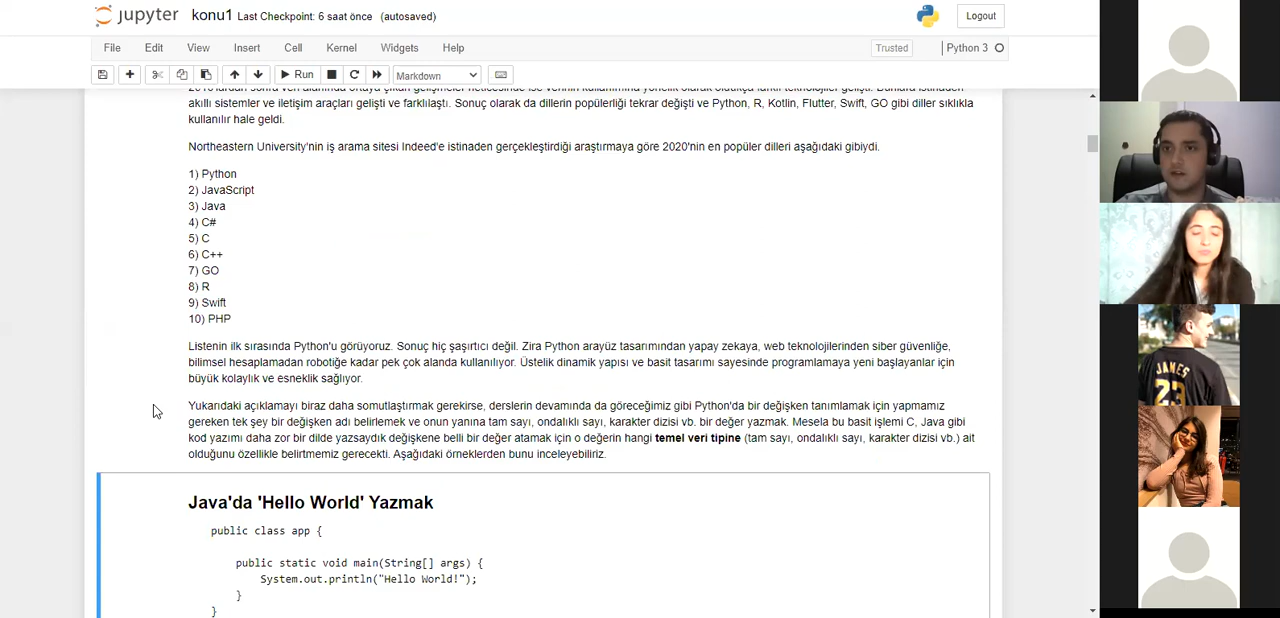 jupyter konu1 Last Checkpoint: 6 saat önce (autosaved) Logout
File Edit View Insert Cell Kernel Widgets Help Trusted Python 3
Run Markdown
akıllı sistemler ve iletişim araçları gelişti ve farklılaştı. Sonuç olarak da dillerin popülerliği tekrar değişti ve Python, R, Kotlin, Flutter, Swift, GO gibi diller sıklıkla
kullanılır hale geldi.
Northeastern University'nin iş arama sitesi Indeed'e istinaden gerçekleştirdiği araştırmaya göre 2020'nin en popüler dilleri aşağıdaki gibiydi.
1) Python
2) JavaScript
3) Java
4) C#
5) C
6) C++
7) GO
8) R
9) Swift
10) PHP
Listenin ilk sırasında Python'u görüyoruz. Sonuç hiç şaşırtıcı değil. Zira Python arayüz tasarımından yapay zekaya, web teknolojilerinden siber güvenliğe,
bilimsel hesaplamadan robotiğe kadar pek çok alanda kullanılıyor. Üstelik dinamik yapısı ve basit tasarımı sayesinde programlamaya yeni başlayanlar için
büyük kolaylık ve esneklik sağlıyor.
Yukarıdaki açıklamayı biraz daha somutlaştırmak gerekirse, derslerin devamında da göreceğimiz gibi Python'da bir değişken tanımlamak için yapmamız
gereken tek şey bir değişken adı belirlemek ve onun yanına tam sayı, ondalıklı sayı, karakter dizisi vb. bir değer yazmak. Mesela bu basit işlemi C, Java gibi
kod yazımı daha zor bir dilde yazsaydık değişkene belli bir değer atamak için o değerin hangi temel veri tipine (tam sayı, ondalıklı sayı, karakter dizisi vb.) ait
olduğunu özellikle belirtmemiz gerecekti. Aşağıdaki örneklerden bunu inceleyebiliriz.
Java'da 'Hello World' Yazmak
public class app {
public static void main(String[] args) {
System.out.println("Hello World!");
}
}
JAMES
23